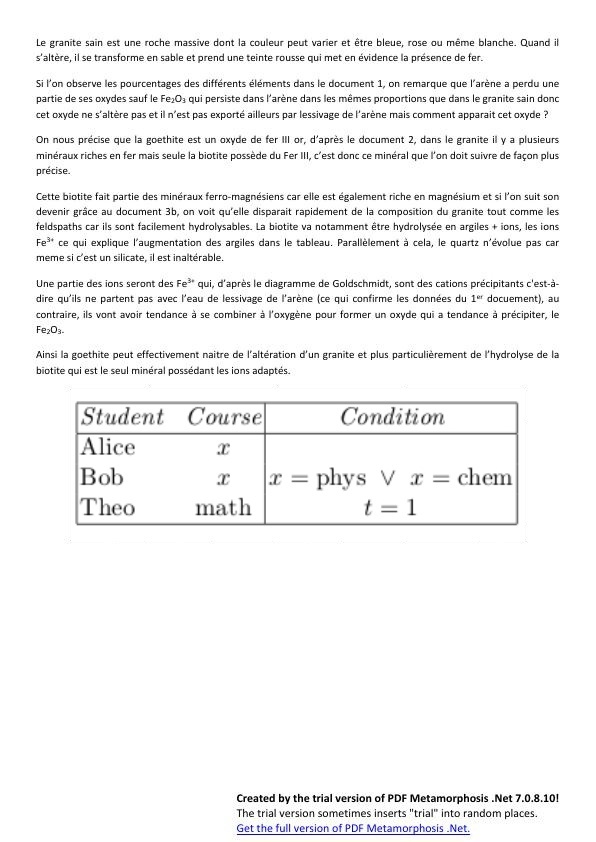 Le granite sain est une roche massive dont la couleur peut varier et être bleue, rose ou même blanche. Quand il
s’altère, il se transforme en sable et prend une teinte rousse qui met en évidence la présence de fer.
Si l’on observe les pourcentages des différents éléments dans le document 1, on remarque que l’arène a perdu une
partie de ses oxydes sauf le Fe₂O₃ qui persiste dans l’arène dans les mêmes proportions que dans le granite sain donc
cet oxyde ne s’altère pas et il n’est pas exporté ailleurs par lessivage de l’arène mais comment apparait cet oxyde ?
On nous précise que la goethite est un oxyde de fer III or, d’après le document 2, dans le granite il y a plusieurs
minéraux riches en fer mais seule la biotite possède du Fer III, c’est donc ce minéral que l’on doit suivre de façon plus
précise.
Cette biotite fait partie des minéraux ferro-magnésiens car elle est également riche en magnésium et si l’on suit son
devenir grâce au document 3b, on voit qu’elle disparait rapidement de la composition du granite tout comme les
feldspaths car ils sont facilement hydrolysables. La biotite va notamment être hydrolysée en argiles + ions, les ions
Fe³⁺ ce qui explique l’augmentation des argiles dans le tableau. Parallèlement à cela, le quartz n’évolue pas car
meme si c’est un silicate, il est inaltérable.
Une partie des ions seront des Fe³⁺ qui, d’après le diagramme de Goldschmidt, sont des cations précipitants c'est-à-
dire qu’ils ne partent pas avec l’eau de lessivage de l’arène (ce qui confirme les données du 1ᵉʳ docuement), au
contraire, ils vont avoir tendance à se combiner à l’oxygène pour former un oxyde qui a tendance à précipiter, le
Fe₂O₃.
Ainsi la goethite peut effectivement naitre de l’altération d’un granite et plus particulièrement de l’hydrolyse de la
biotite qui est le seul minéral possédant les ions adaptés.
Student Course Condition
Alice x
Bob x x = phys ∨ x = chem
Theo math t = 1
Created by the trial version of PDF Metamorphosis .Net 7.0.8.10!
The trial version sometimes inserts "trial" into random places.
Get the full version of PDF Metamorphosis .Net.